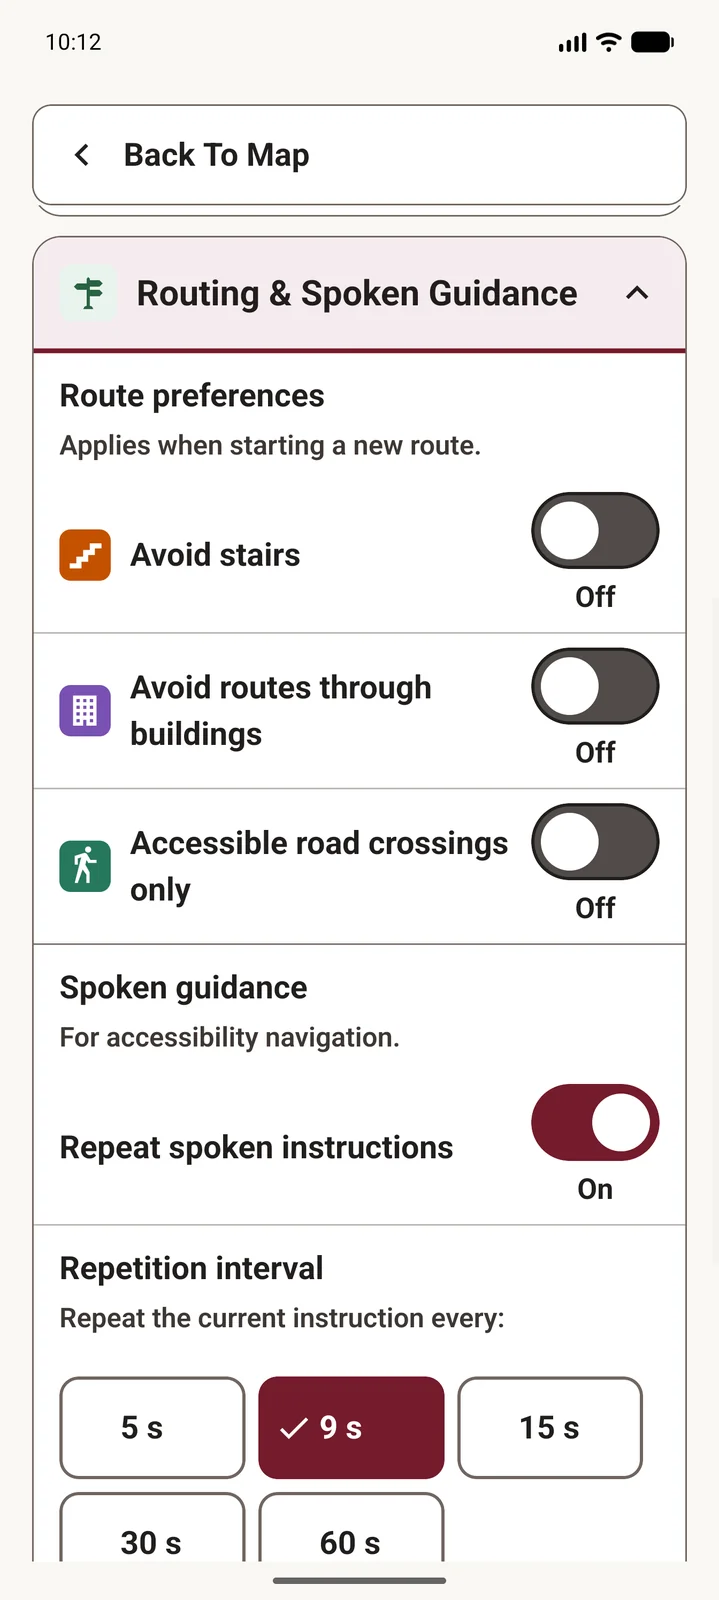 10:12
Back To Map
Routing & Spoken Guidance
Route preferences
Applies when starting a new route.
Avoid stairs
Off
Avoid routes through
buildings
Off
Accessible road crossings
only
Off
Spoken guidance
For accessibility navigation.
Repeat spoken instructions
On
Repetition interval
Repeat the current instruction every:
5 s
9 s
15 s
30 s
60 s